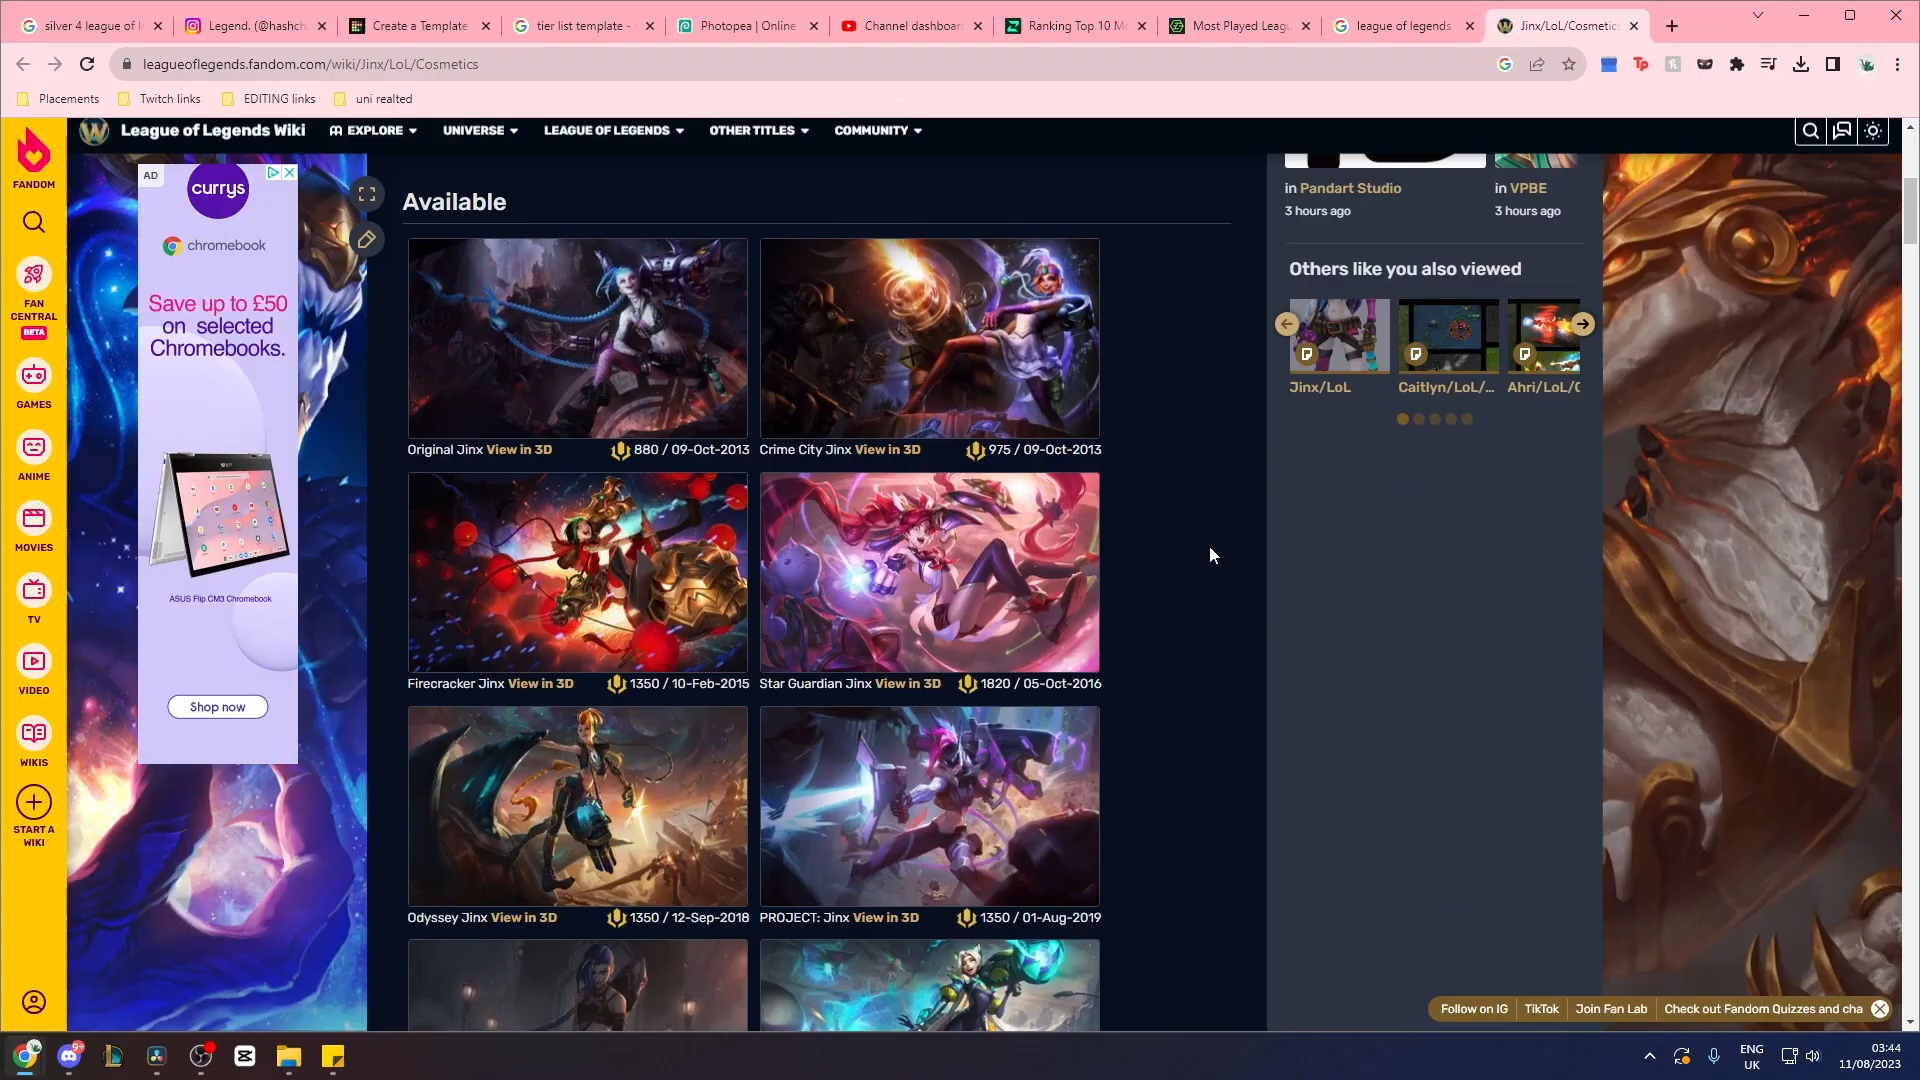 silver 4 league of l
Legend. (@hashch
Create a Template
tier list template -
Photopea | Online
Channel dashboard
Ranking Top 10 Mo
Most Played Leagu
league of legends
Jinx/LoL/Cosmetics
leagueoflegends.fandom.com/wiki/Jinx/LoL/Cosmetics
Placements
Twitch links
EDITING links
uni realted
FANDOM
FAN CENTRAL
BETA
GAMES
ANIME
MOVIES
TV
VIDEO
WIKIS
START A WIKI
League of Legends Wiki
EXPLORE
UNIVERSE
LEAGUE OF LEGENDS
OTHER TITLES
COMMUNITY
AD
currys
chromebook
Save up to £50
on selected
Chromebooks.
ASUS Flip CM3 Chromebook
Shop now
Available
Original Jinx View in 3D 880 / 09-Oct-2013
Crime City Jinx View in 3D 975 / 09-Oct-2013
Firecracker Jinx View in 3D 1350 / 10-Feb-2015
Star Guardian Jinx View in 3D 1820 / 05-Oct-2016
Odyssey Jinx View in 3D 1350 / 12-Sep-2018
PROJECT: Jinx View in 3D 1350 / 01-Aug-2019
in Pandart Studio
3 hours ago
in VPBE
3 hours ago
Others like you also viewed
Jinx/LoL
Caitlyn/LoL/...
Ahri/LoL/C
Follow on IG
TikTok
Join Fan Lab
Check out Fandom Quizzes and cha
9+
ENG
UK
03:44
11/08/2023